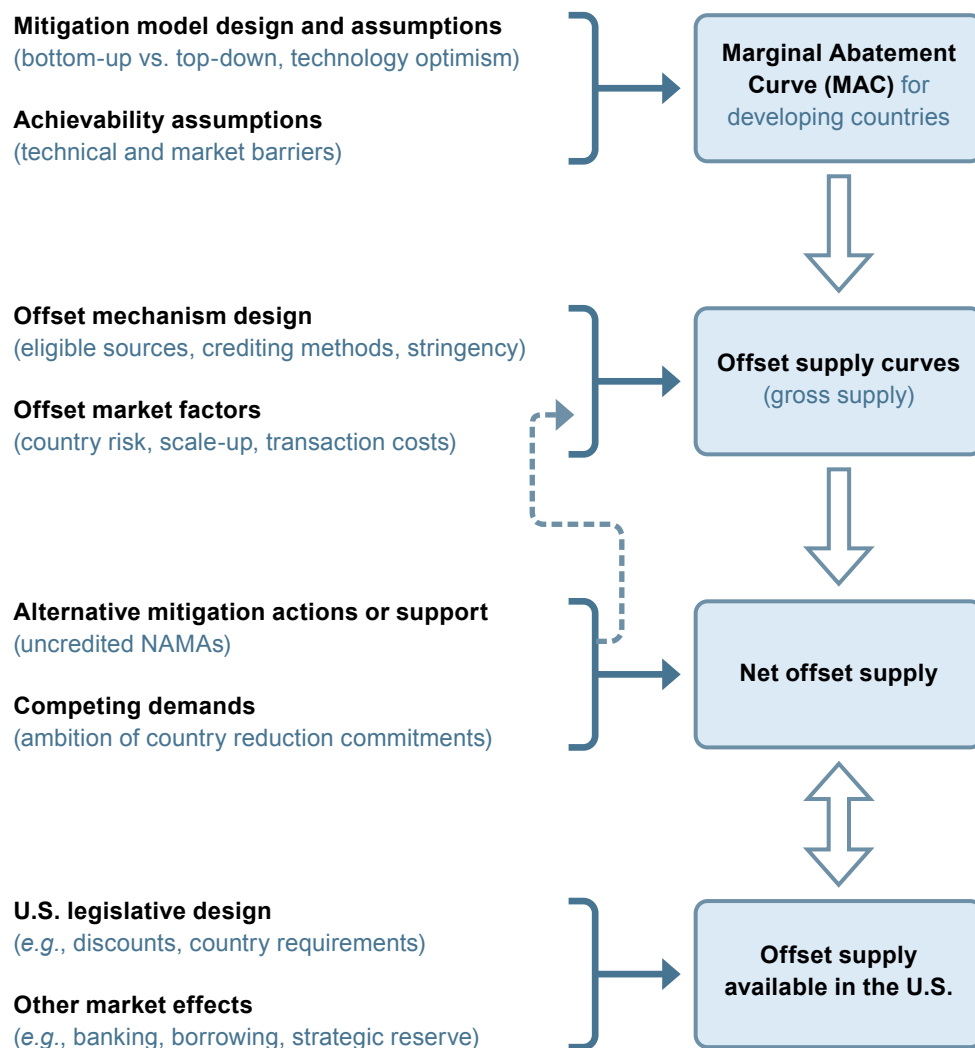 Mitigation model design and assumptions
(bottom-up vs. top-down, technology optimism)
Achievability assumptions
(technical and market barriers)
Marginal Abatement
Curve (MAC) for
developing countries
Offset mechanism design
(eligible sources, crediting methods, stringency)
Offset market factors
(country risk, scale-up, transaction costs)
Offset supply curves
(gross supply)
Alternative mitigation actions or support
(uncredited NAMAs)
Competing demands
(ambition of country reduction commitments)
Net offset supply
U.S. legislative design
(e.g., discounts, country requirements)
Other market effects
(e.g., banking, borrowing, strategic reserve)
Offset supply
available in the U.S.